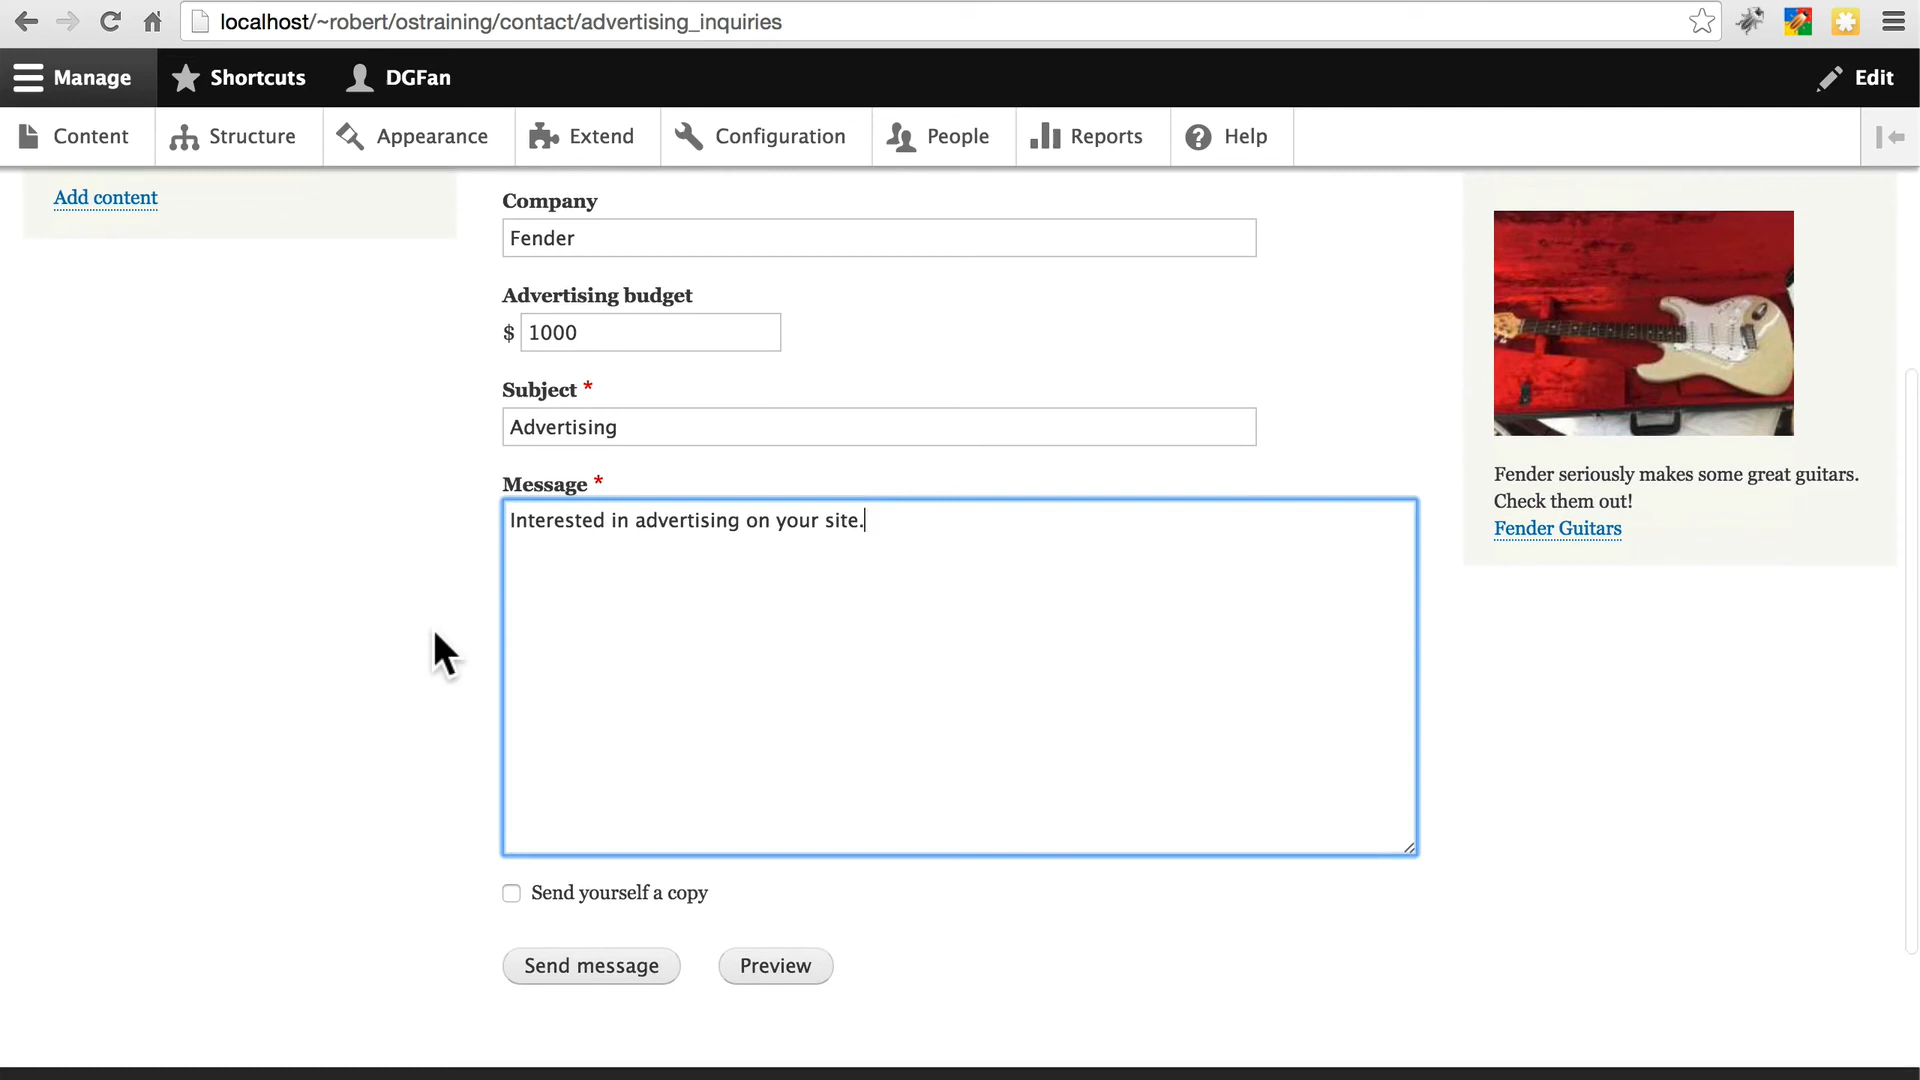 localhost/~robert/ostraining/contact/advertising_inquiries
Manage Shortcuts DGFan Edit
Content Structure Appearance Extend Configuration People Reports Help
Add content
Company
Fender
Advertising budget
$ 1000
Subject *
Advertising
Message *
Interested in advertising on your site.
Send yourself a copy
Send message Preview
Fender seriously makes some great guitars.
Check them out!
Fender Guitars